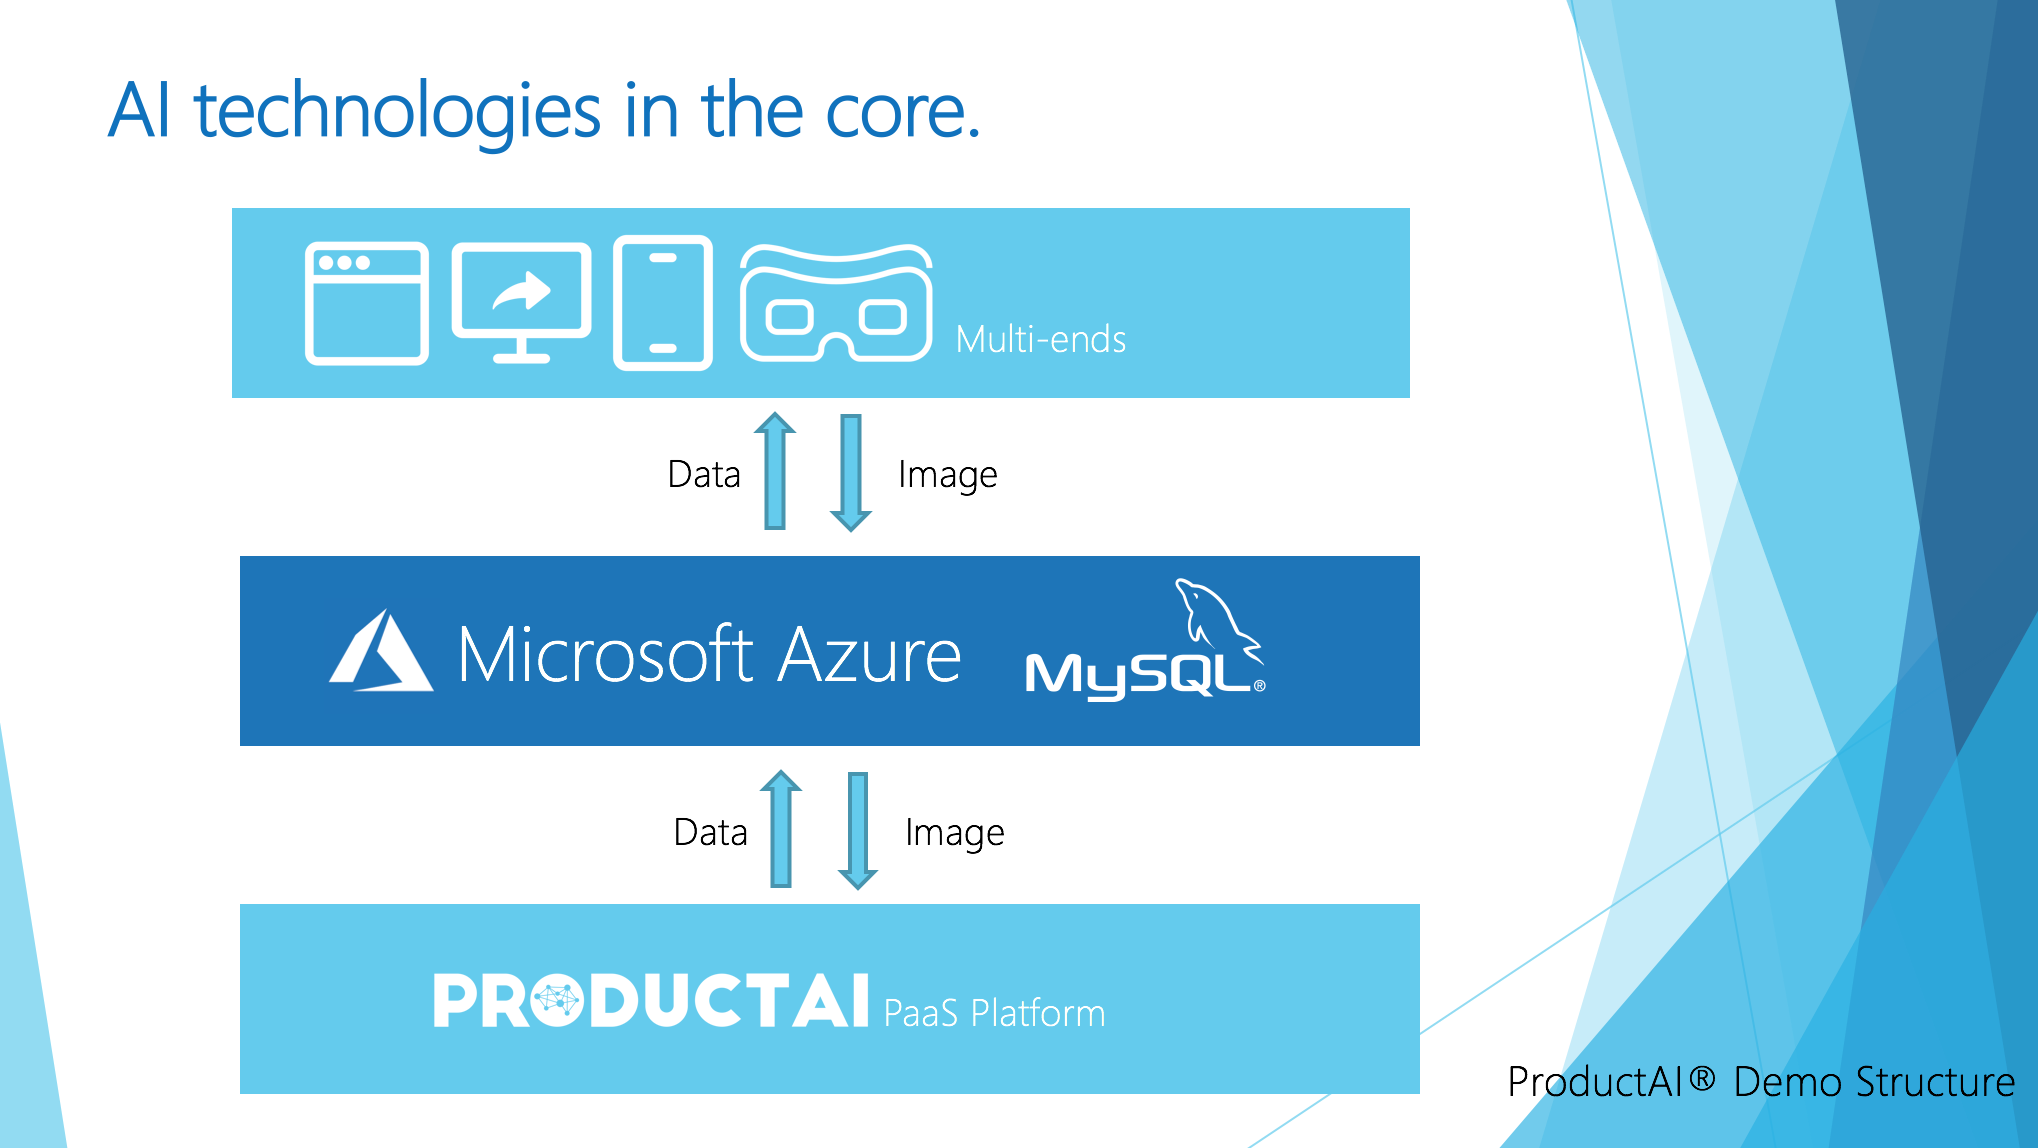 AI technologies in the core.
Multi-ends
Data
Image
Microsoft Azure
MySQL®
Data
Image
PRODUCTAI PaaS Platform
ProductAI® Demo Structure